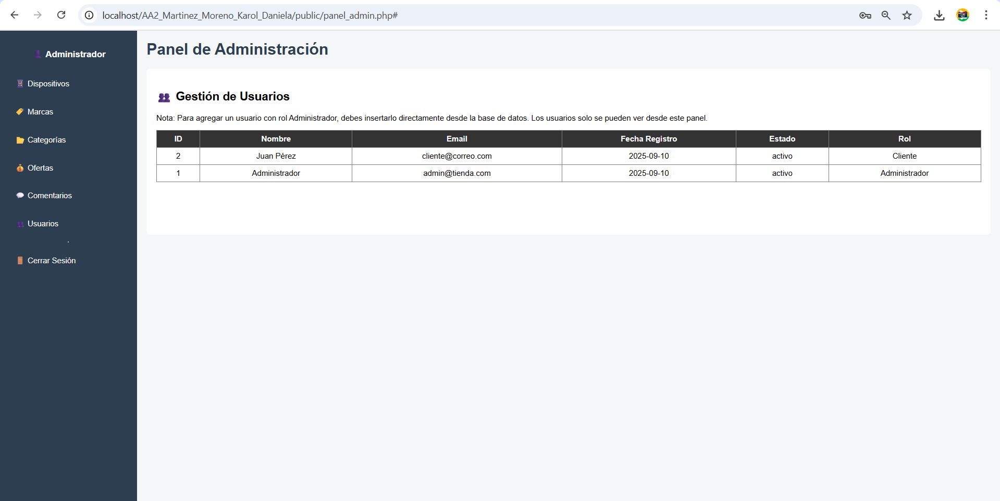 localhost/AA2_Martinez_Moreno_Karol_Daniela/public/panel_admin.php#
Administrador
Dispositivos
Marcas
Categorías
Ofertas
Comentarios
Usuarios
.
Cerrar Sesión
Panel de Administración
Gestión de Usuarios
Nota: Para agregar un usuario con rol Administrador, debes insertarlo directamente desde la base de datos. Los usuarios solo se pueden ver desde este panel.
ID Nombre Email Fecha Registro Estado Rol
2 Juan Pérez cliente@correo.com 2025-09-10 activo Cliente
1 Administrador admin@tienda.com 2025-09-10 activo Administrador